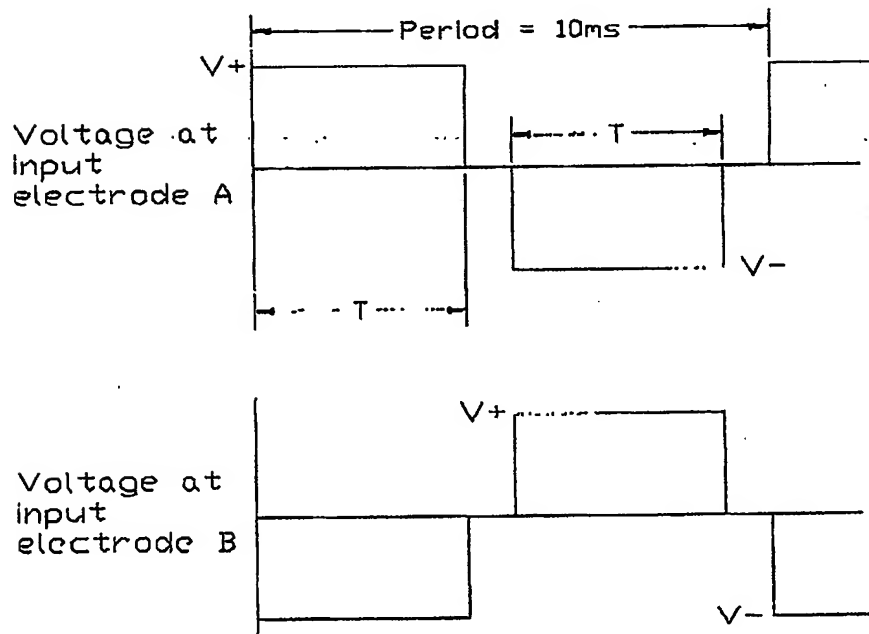 Period = 10ms
V+
Voltage at
input
electrode A
T
V-
T
V+
Voltage at
input
electrode B
V-